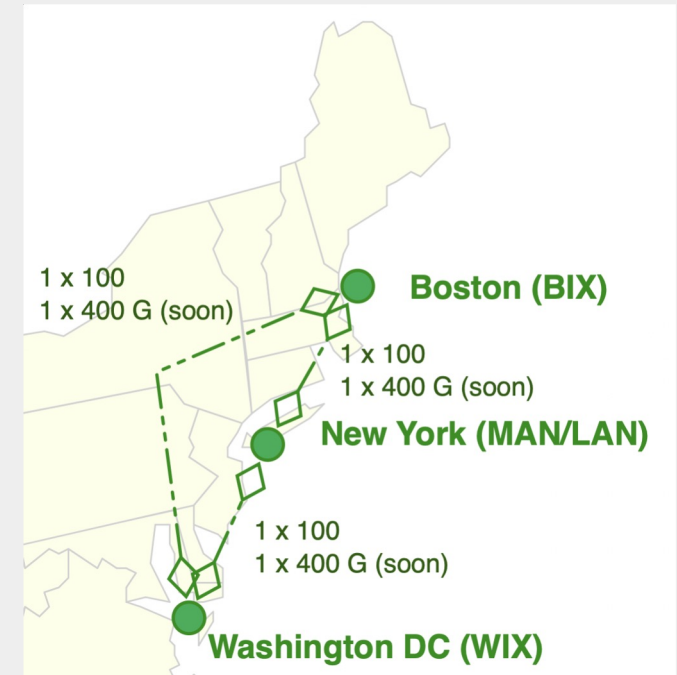 1 x 100
1 x 400 G (soon)
Boston (BIX)
1 x 100
1 x 400 G (soon)
New York (MAN/LAN)
1 x 100
1 x 400 G (soon)
Washington DC (WIX)